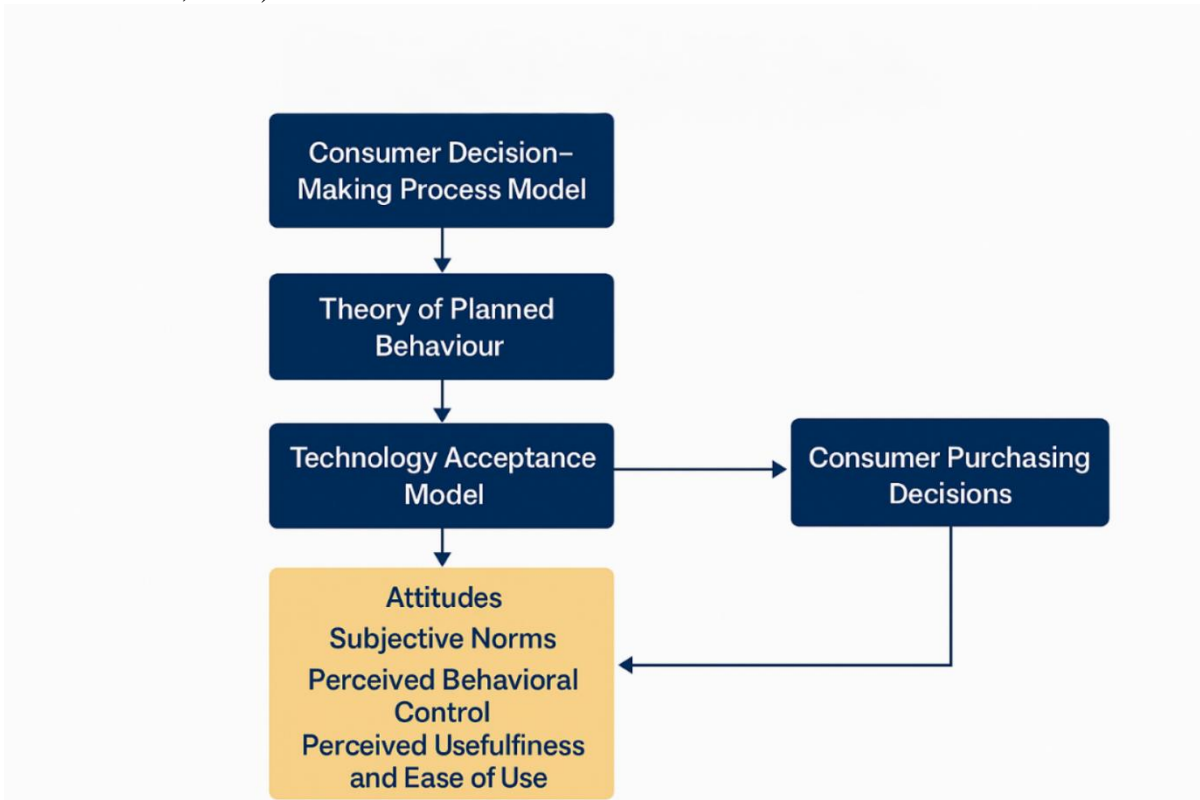 Consumer Decision–
Making Process Model
Theory of Planned
Behaviour
Technology Acceptance
Model
Consumer Purchasing
Decisions
Attitudes
Subjective Norms
Perceived Behavioral
Control
Perceived Usefulfiness
and Ease of Use